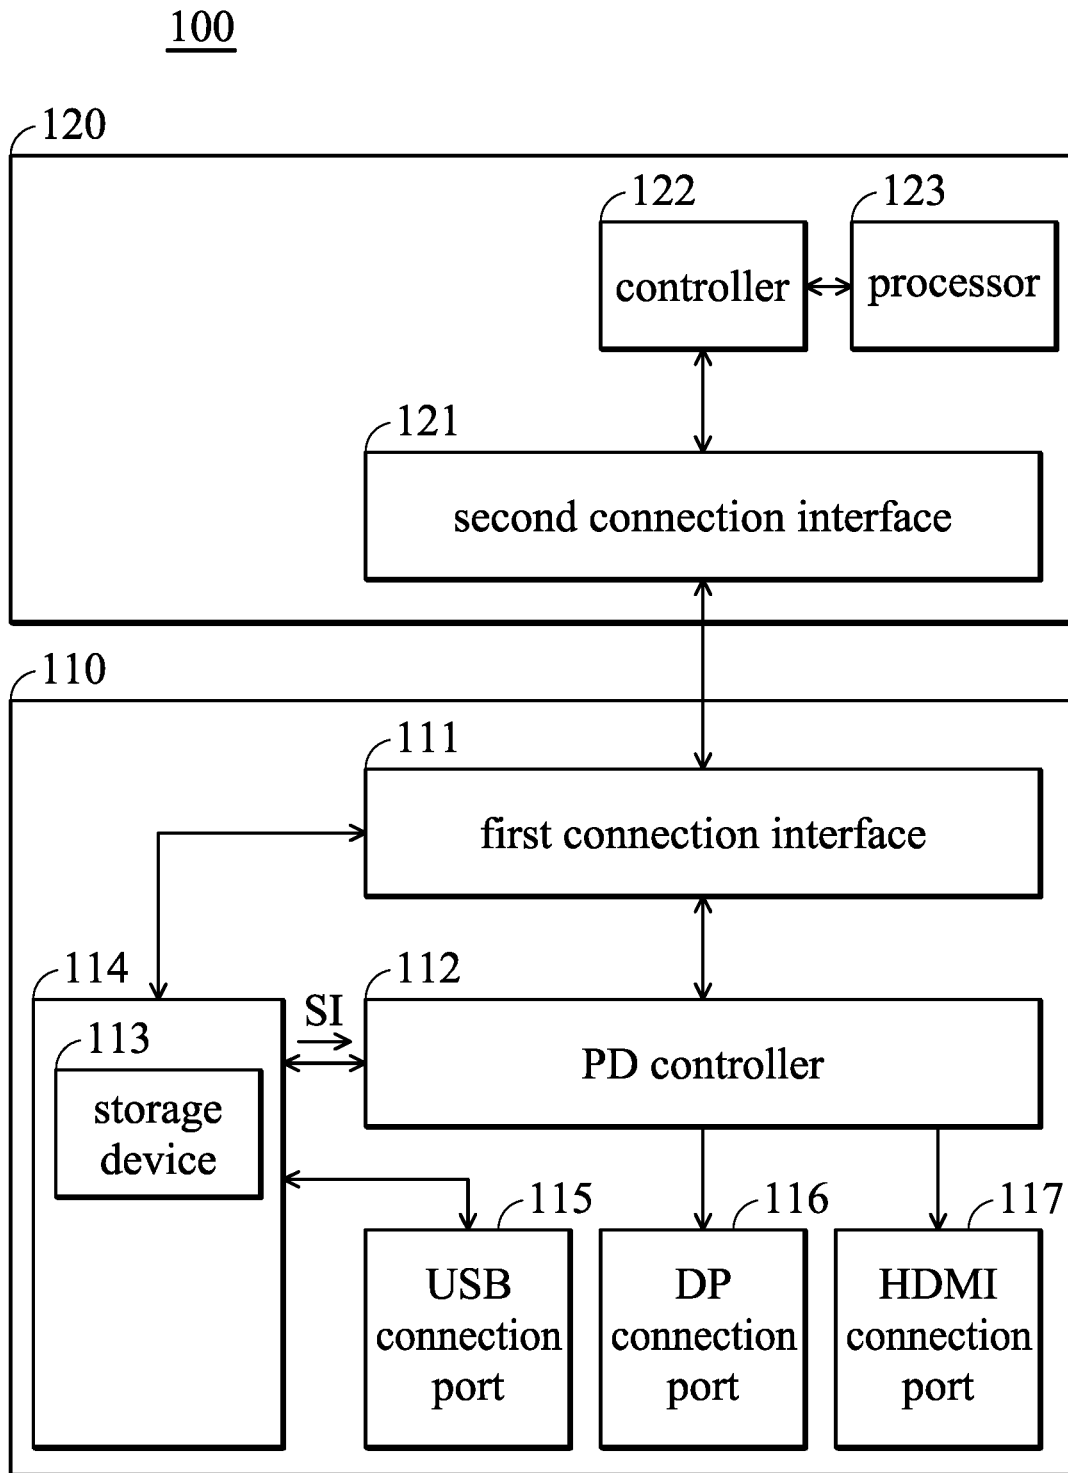 100
120
122
123
controller
processor
121
second connection interface
110
111
first connection interface
114
112
SI
113
storage
device
PD controller
115
116
117
USB
connection
port
DP
connection
port
HDMI
connection
port